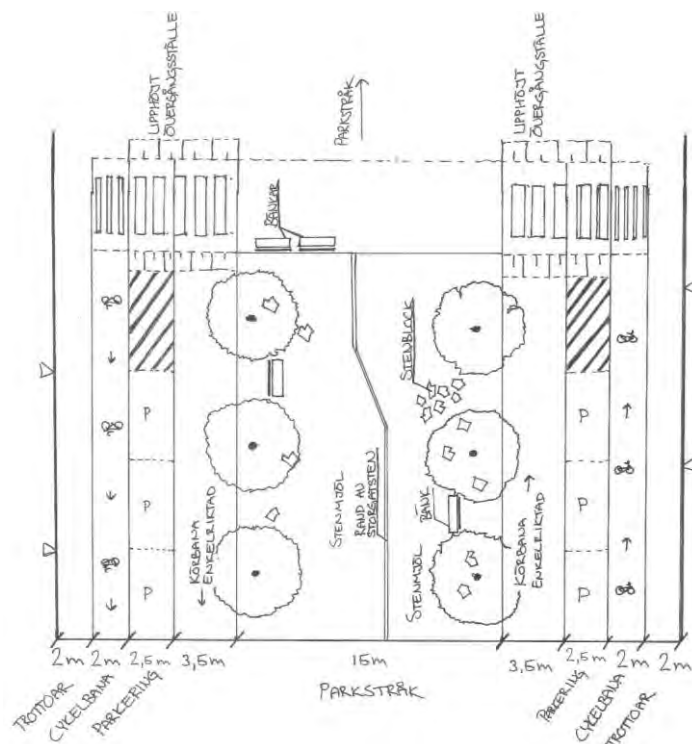 UPPHÖJT
ÖVERGÅNGSSTÄLLE
PARKSTRÅK
UPPHÖJT
ÖVERGÅNGSTÄLLE
BÄNKAR
STENBLOCK
P
P
P
P
P
P
STENMJÖL
RAND AV
STORGATSTEN
BÄNK
STENMJÖL
← KÖRBANA
ENKELRIKTAD
KÖRBANA →
ENKELRIKTAD
2m 2m 2,5m 3,5m 15m 3,5m 2,5m 2m 2m
TROTTOAR
CYKELBANA
PARKERING
PARKSTRÅK
PARKERING
CYKELBANA
TROTTOAR